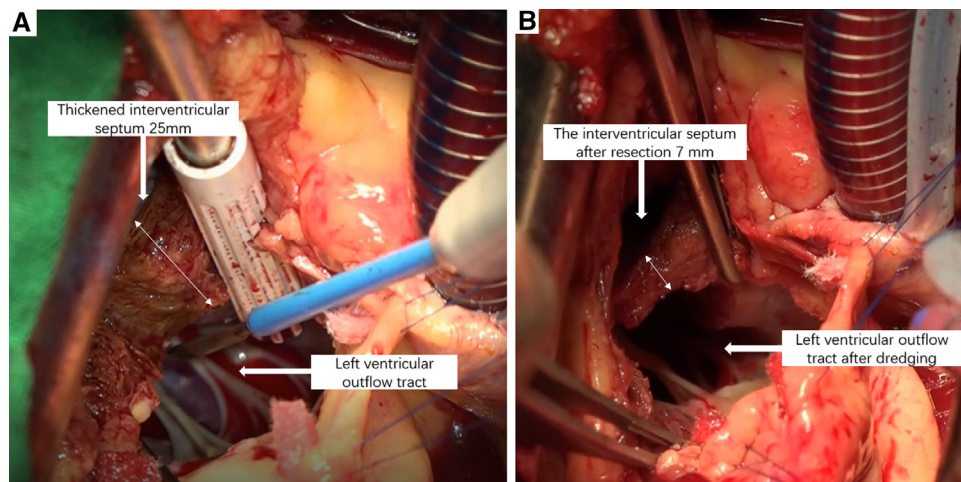 A
Thickened interventricular
septum 25mm
Left ventricular
outflow tract
B
The interventricular septum
after resection 7 mm
Left ventricular outflow
tract after dredging